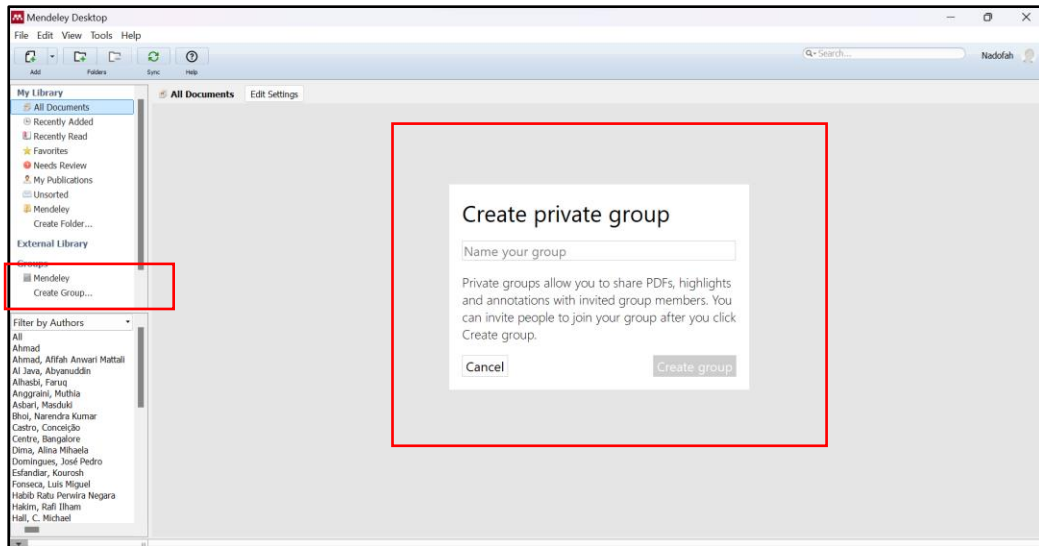 Mendeley Desktop
File Edit View Tools Help
Add Folders Sync Help
Search... Nadofah
My Library
All Documents
Recently Added
Recently Read
Favorites
Needs Review
My Publications
Unsorted
Mendeley
Create Folder...
External Library
Groups
Mendeley
Create Group...
Filter by Authors
All
Ahmad
Ahmad, Afifah Anwari Mattali
Al Java, Abyanuddin
Alhasbi, Faruq
Anggraini, Muthia
Asbari, Masduki
Bhoi, Narendra Kumar
Castro, Conceição
Centre, Bangalore
Dima, Alina Mihaela
Domingues, José Pedro
Esfandiar, Kourosh
Fonseca, Luis Miguel
Habib Ratu Perwira Negara
Hakim, Rafi Ilham
Hall, C. Michael
All Documents Edit Settings
Create private group
Name your group
Private groups allow you to share PDFs, highlights
and annotations with invited group members. You
can invite people to join your group after you click
Create group.
Cancel Create group